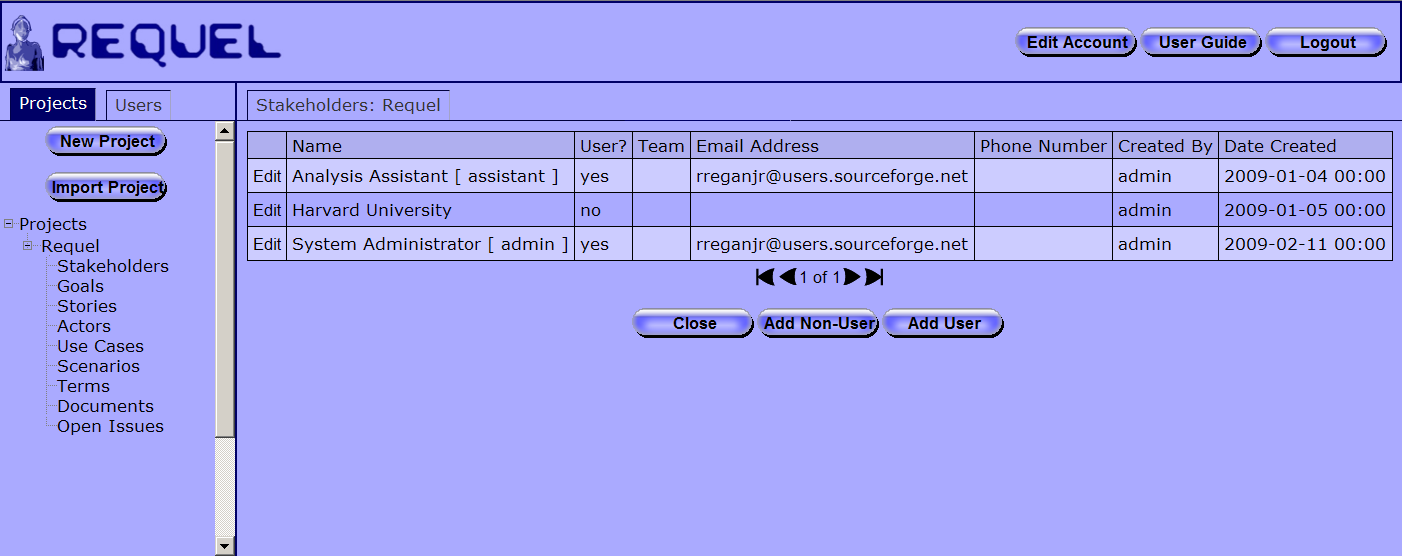 REQUEL
Edit Account User Guide Logout
Projects Users
Stakeholders: Requel
New Project
Import Project
Projects
Requel
Stakeholders
Goals
Stories
Actors
Use Cases
Scenarios
Terms
Documents
Open Issues
Name User? Team Email Address Phone Number Created By Date Created
Edit Analysis Assistant [ assistant ] yes rreganjr@users.sourceforge.net admin 2009-01-04 00:00
Edit Harvard University no admin 2009-01-05 00:00
Edit System Administrator [ admin ] yes rreganjr@users.sourceforge.net admin 2009-02-11 00:00
1 of 1
Close Add Non-User Add User